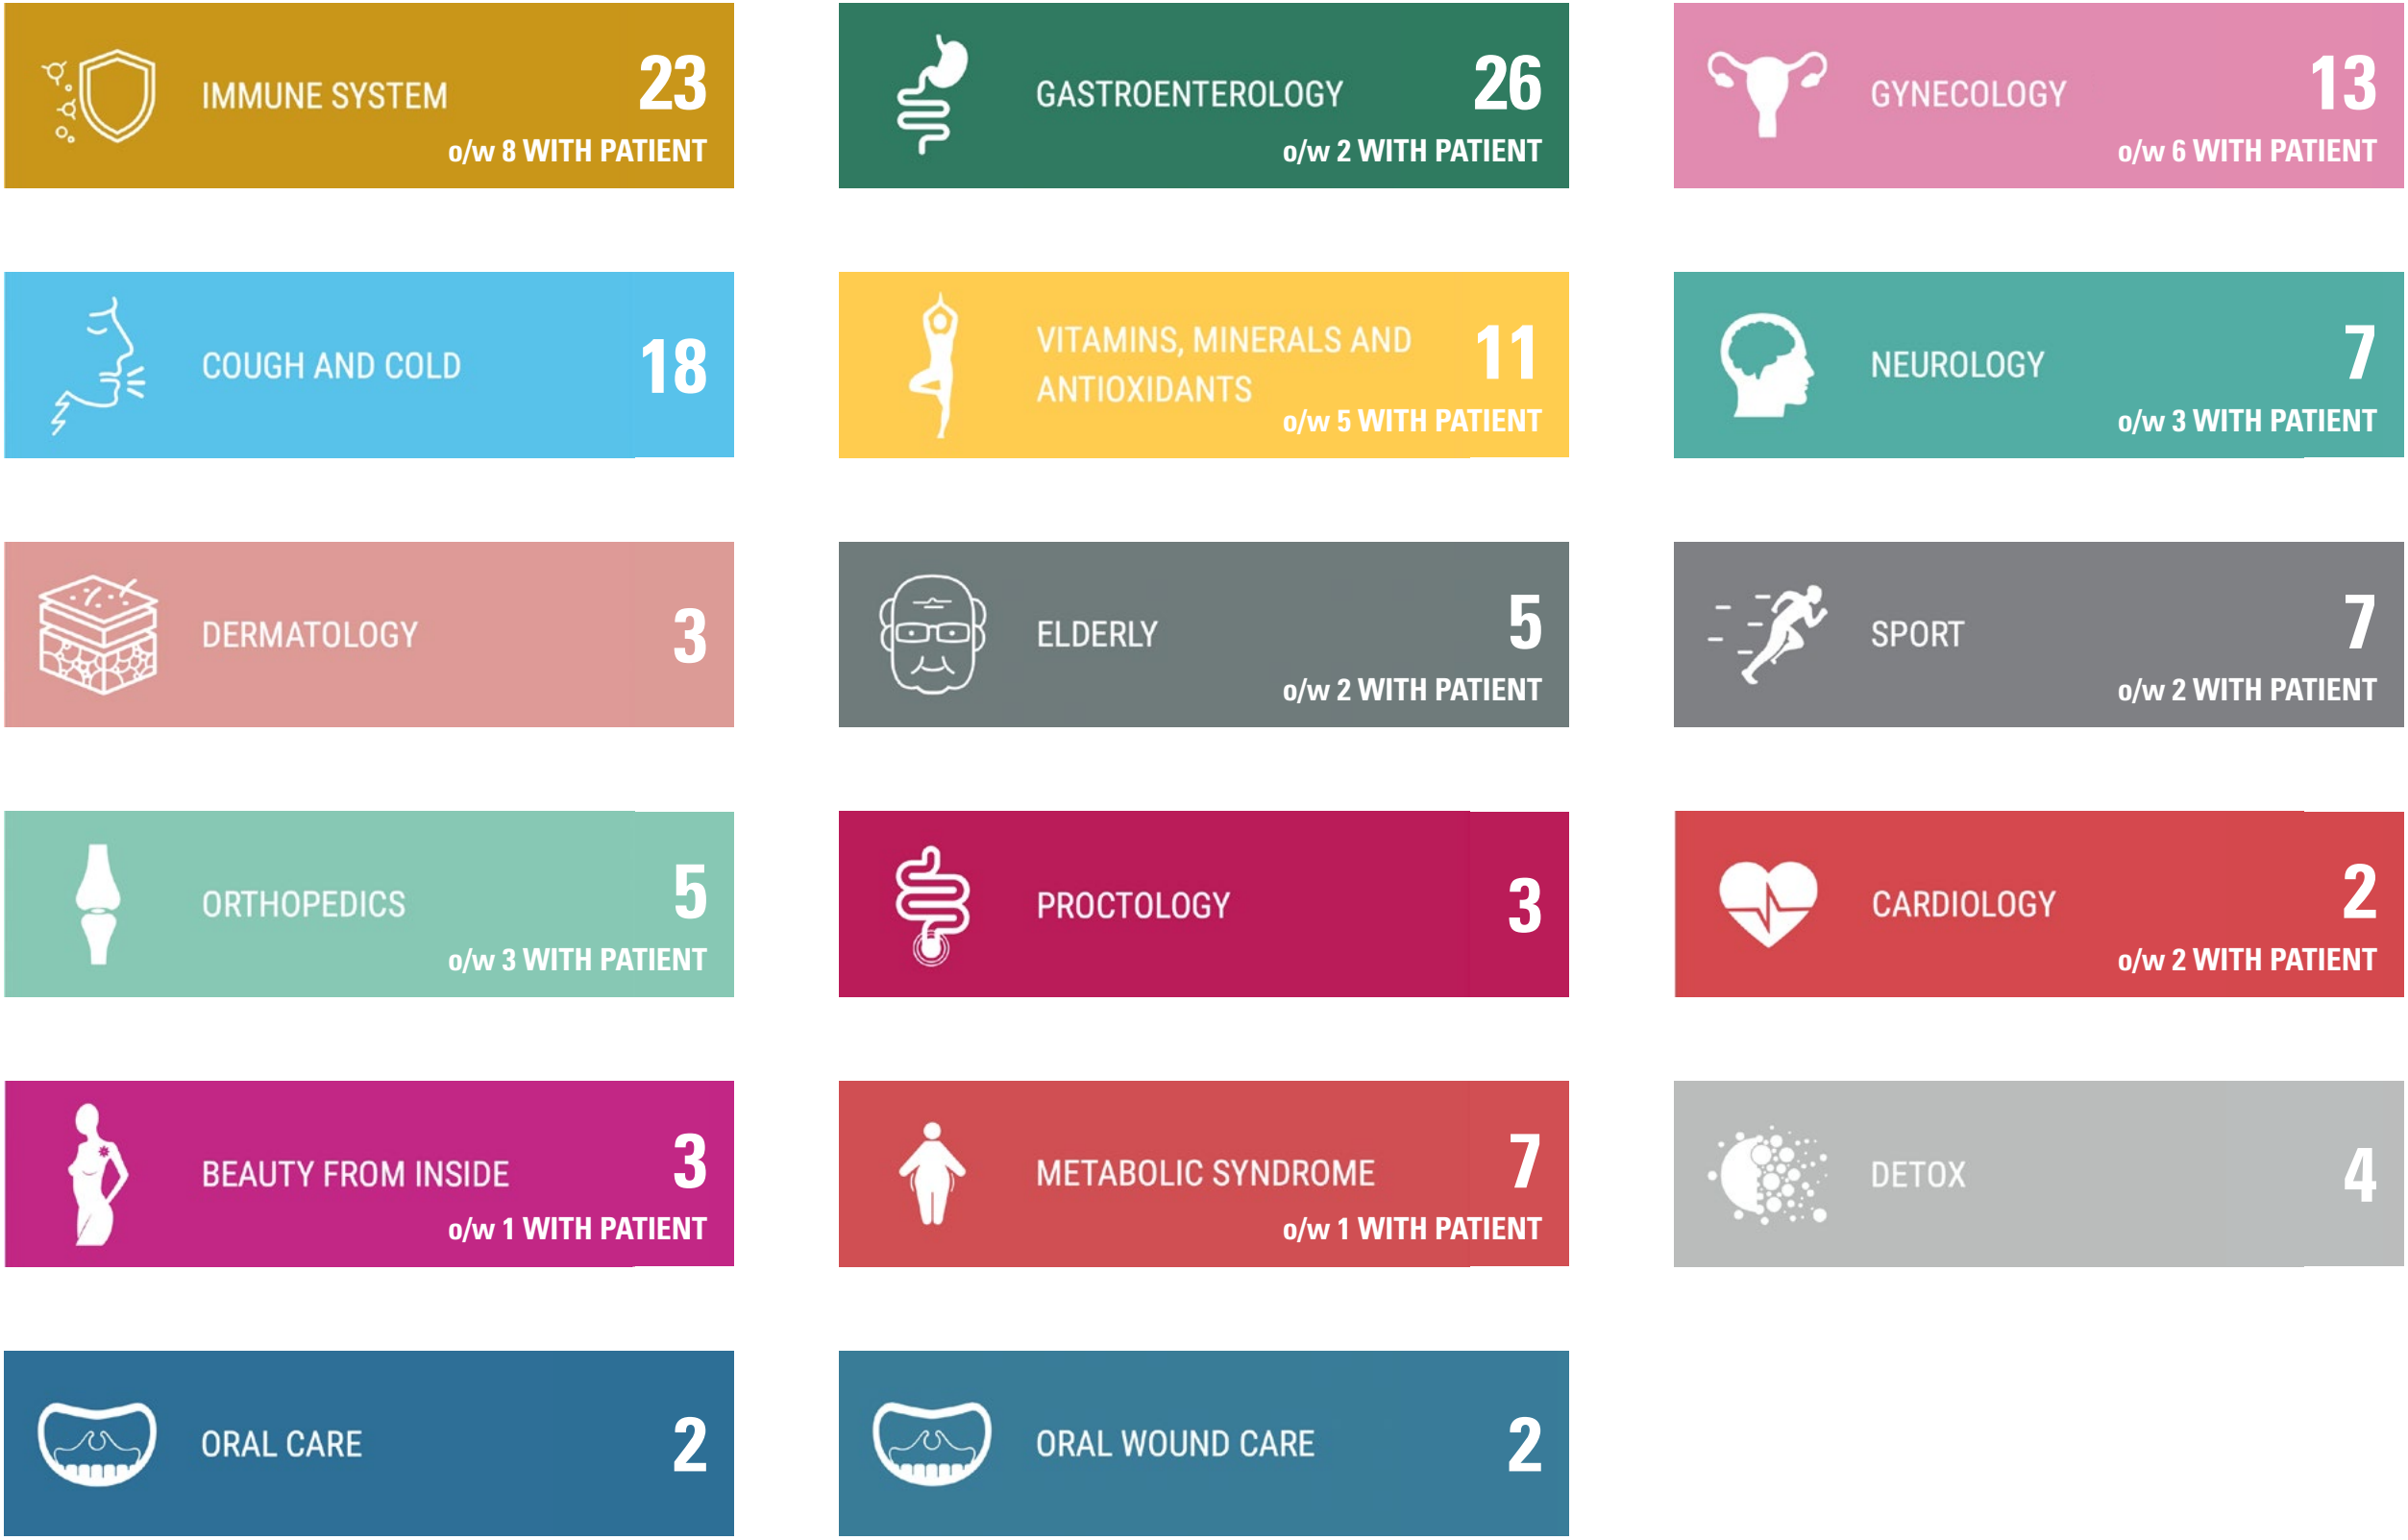 IMMUNE SYSTEM 23
o/w 8 WITH PATIENT
GASTROENTEROLOGY 26
o/w 2 WITH PATIENT
GYNECOLOGY 13
o/w 6 WITH PATIENT
COUGH AND COLD 18
VITAMINS, MINERALS AND 11
ANTIOXIDANTS
o/w 5 WITH PATIENT
NEUROLOGY 7
o/w 3 WITH PATIENT
DERMATOLOGY 3
ELDERLY 5
o/w 2 WITH PATIENT
SPORT 7
o/w 2 WITH PATIENT
ORTHOPEDICS 5
o/w 3 WITH PATIENT
PROCTOLOGY 3
CARDIOLOGY 2
o/w 2 WITH PATIENT
BEAUTY FROM INSIDE 3
o/w 1 WITH PATIENT
METABOLIC SYNDROME 7
o/w 1 WITH PATIENT
DETOX 4
ORAL CARE 2
ORAL WOUND CARE 2